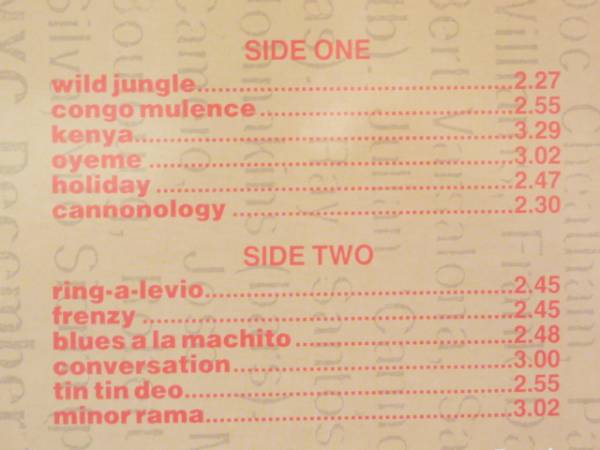 SIDE ONE
wild jungle...........................................2.27
congo mulence..................................2.55
kenya....................................................3.29
oyeme ..................................................3.02
holiday .................................................2.47
cannonology .....................................2.30
SIDE TWO
ring-a-levio.........................................2.45
frenzy ...................................................2.45
blues a la machito .............................2.48
conversation.....................................3.00
tin tin deo............................................2.55
minor rama.........................................3.02